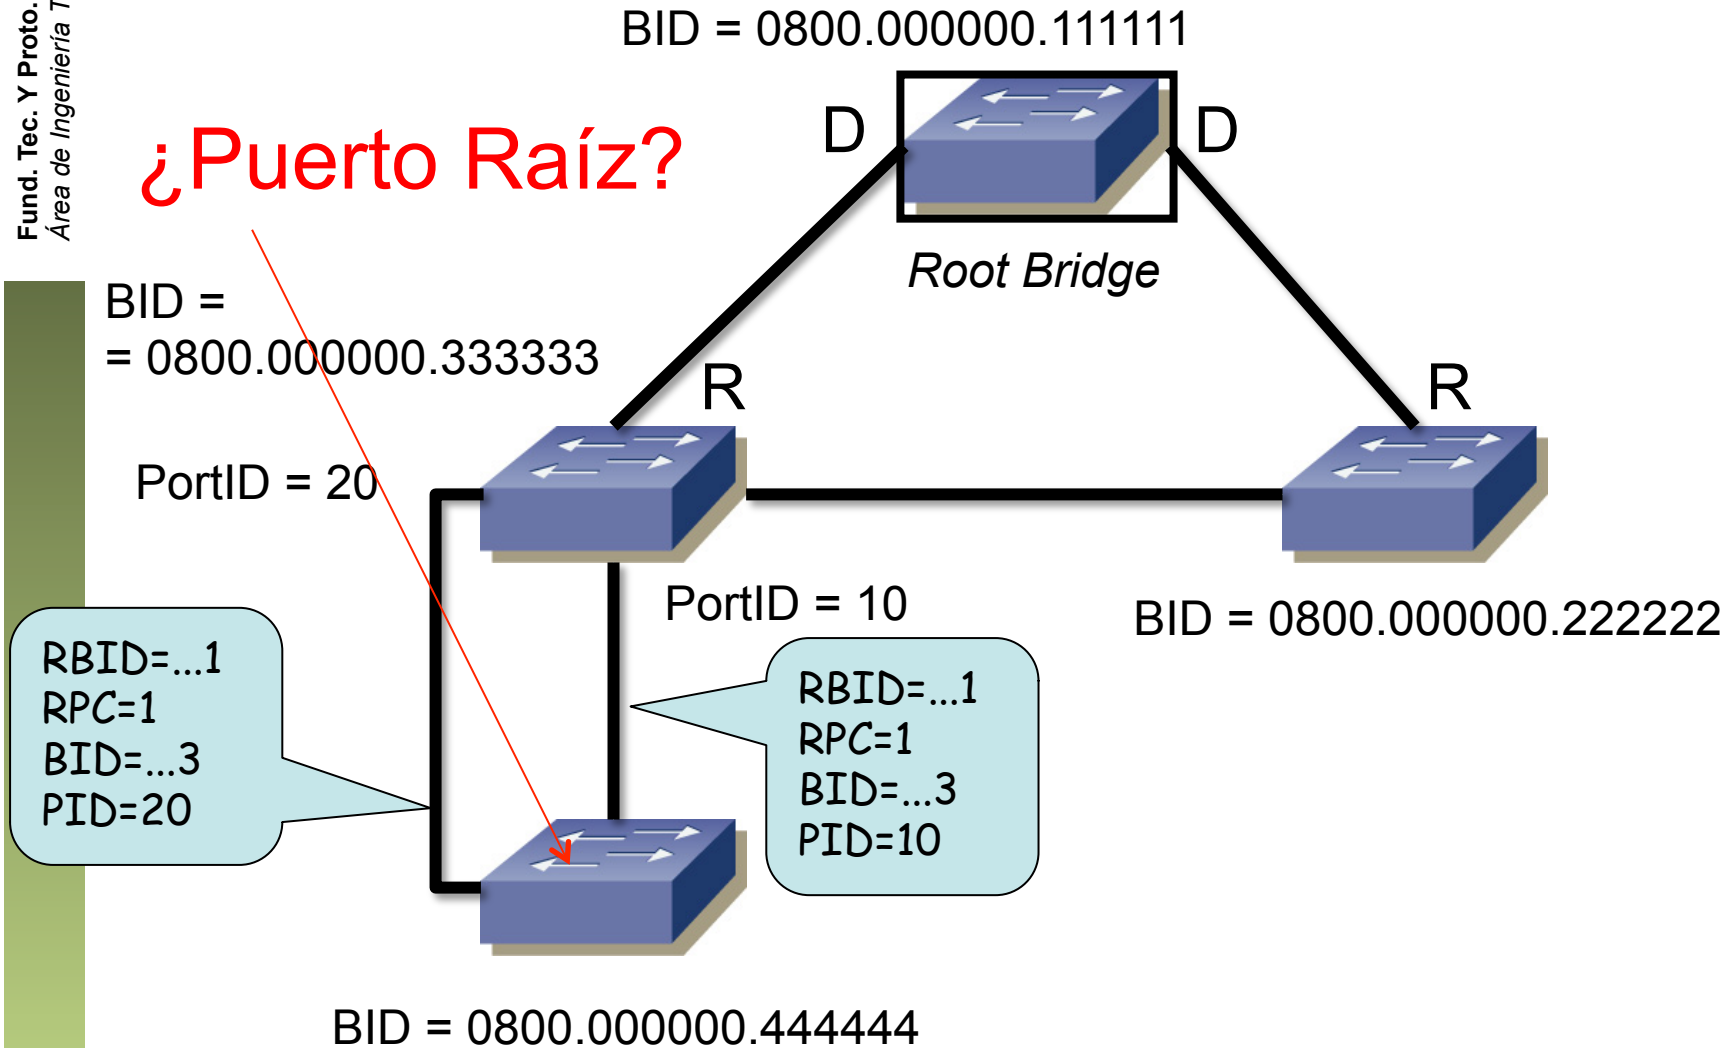 Fund. Tec. Y Proto.
Área de Ingeniería
BID = 0800.000000.111111
D
D
¿Puerto Raíz?
Root Bridge
BID =
= 0800.000000.333333
R
R
PortID = 20
PortID = 10
BID = 0800.000000.222222
RBID=...1
RPC=1
BID=...3
PID=20
RBID=...1
RPC=1
BID=...3
PID=10
BID = 0800.000000.444444